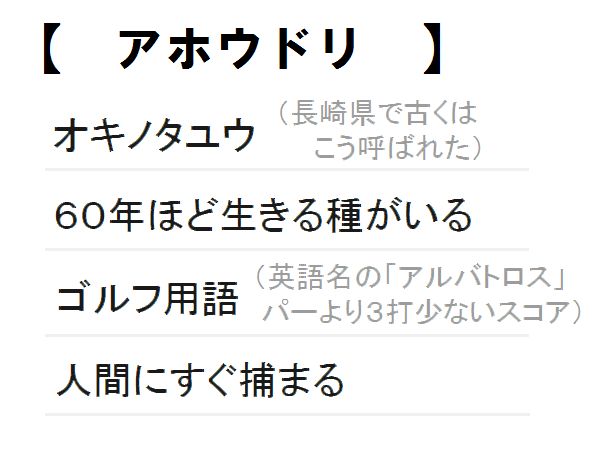 【　アホウドリ　】
オキノタユウ（長崎県で古くは
こう呼ばれた）
６０年ほど生きる種がいる
ゴルフ用語（英語名の「アルバトロス」
パーより３打少ないスコア）
人間にすぐ捕まる